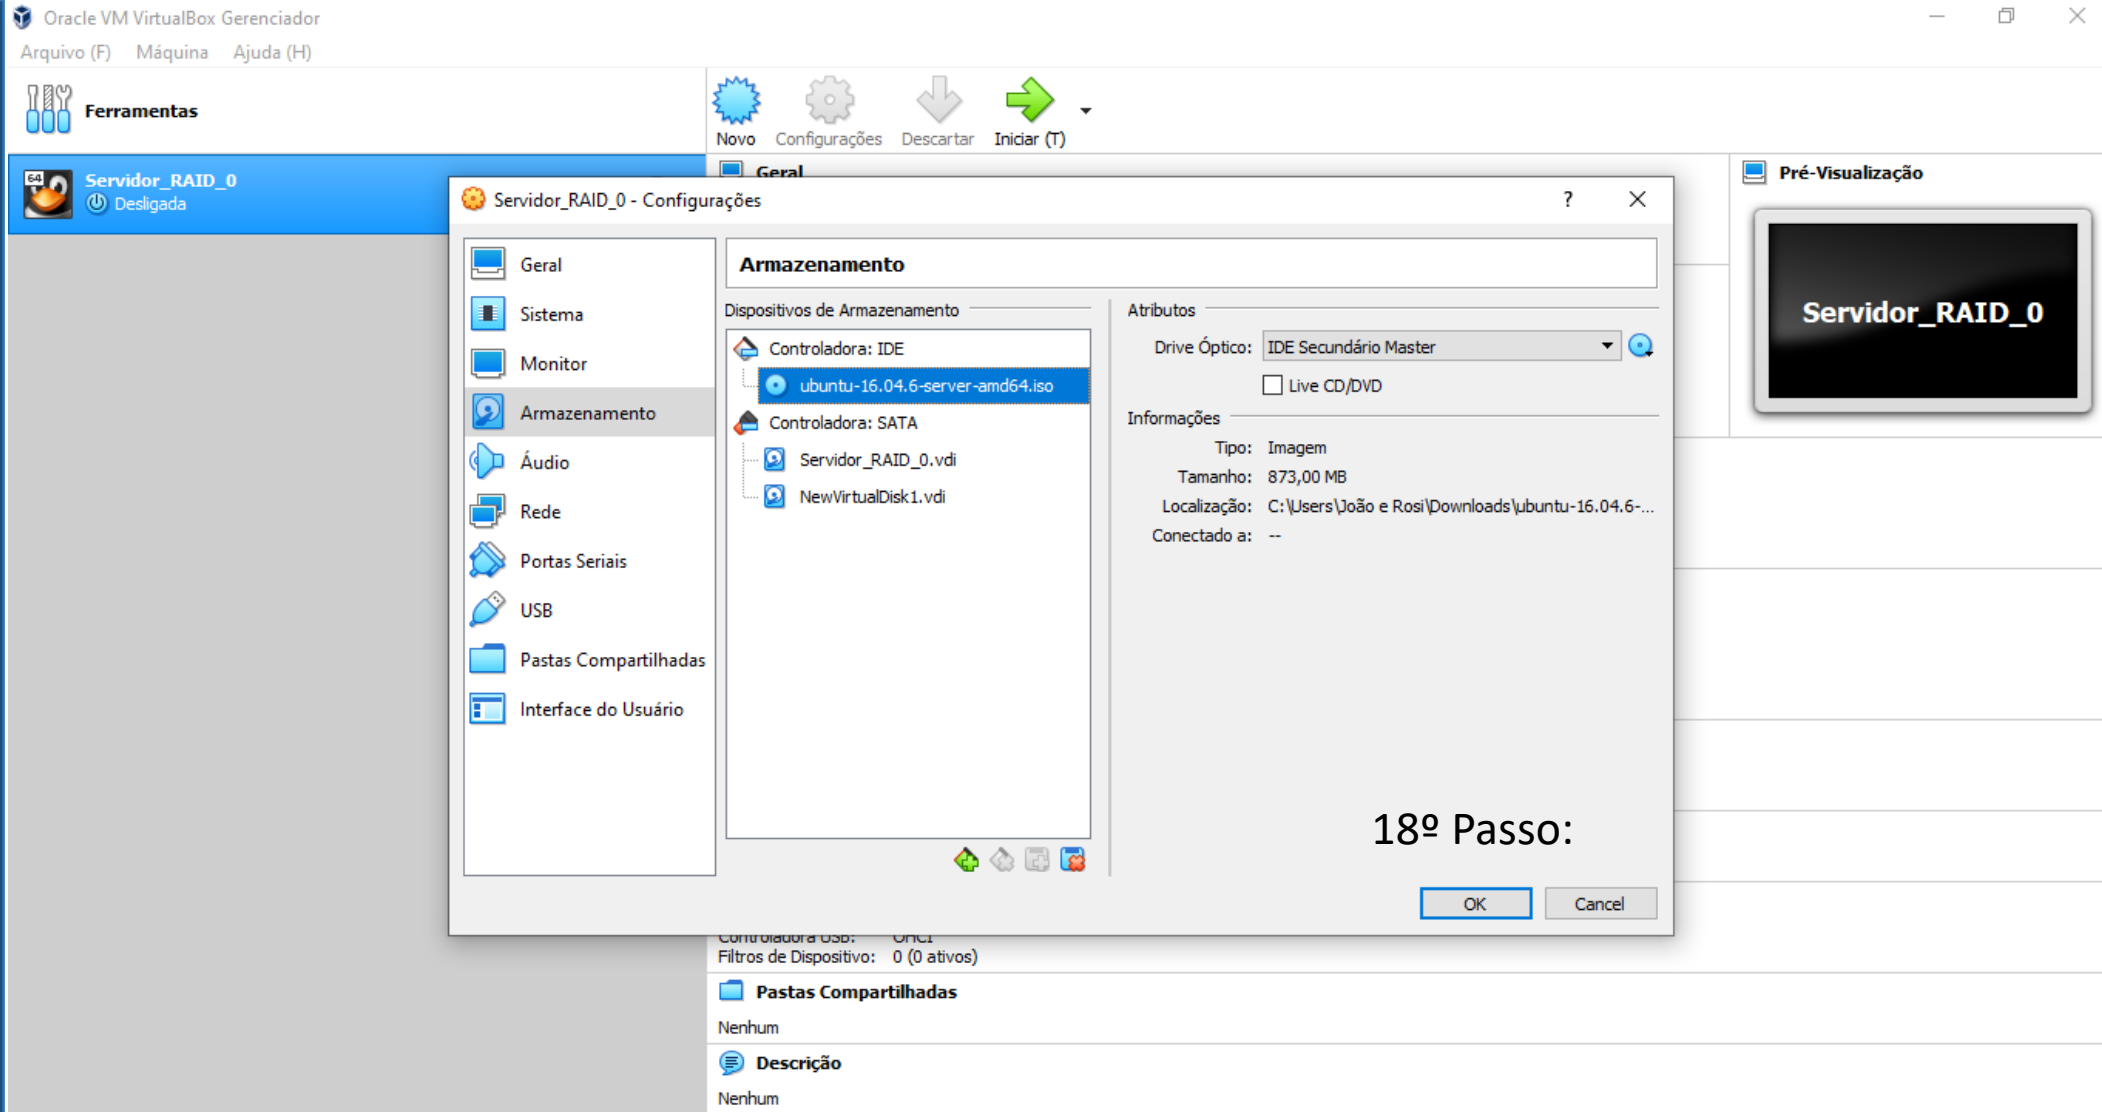 Oracle VM VirtualBox Gerenciador
Arquivo (F) Máquina Ajuda (H)
Ferramentas
Novo Configurações Descartar Iniciar (T)
64
Servidor_RAID_0
Desligada
Geral
Pré-Visualização
Servidor_RAID_0
Servidor_RAID_0 - Configurações
?
Geral
Sistema
Monitor
Armazenamento
Áudio
Rede
Portas Seriais
USB
Pastas Compartilhadas
Interface do Usuário
Armazenamento
Dispositivos de Armazenamento
Controladora: IDE
ubuntu-16.04.6-server-amd64.iso
Controladora: SATA
Servidor_RAID_0.vdi
NewVirtualDisk1.vdi
Atributos
Drive Óptico: IDE Secundário Master
Live CD/DVD
Informações
Tipo: Imagem
Tamanho: 873,00 MB
Localização: C:\Users\João e Rosi\Downloads\ubuntu-16.04.6-...
Conectado a: --
18º Passo:
OK Cancel
Controladora USB: OHCI
Filtros de Dispositivo: 0 (0 ativos)
Pastas Compartilhadas
Nenhum
Descrição
Nenhum